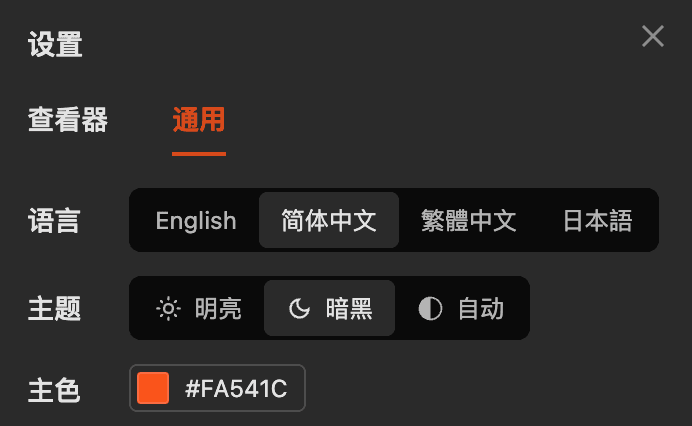 设置
查看器 通用
语言 English 简体中文 繁體中文 日本語
主题 明亮 暗黑 自动
主色 #FA541C